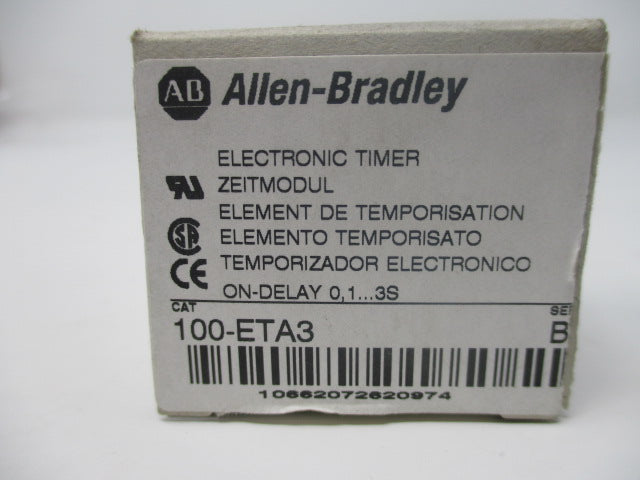 AB Allen-Bradley
ELECTRONIC TIMER
ZEITMODUL
ELEMENT DE TEMPORISATION
ELEMENTO TEMPORISATO
TEMPORIZADOR ELECTRONICO
ON-DELAY 0,1...3S
CAT
100-ETA3 B
10662072620974